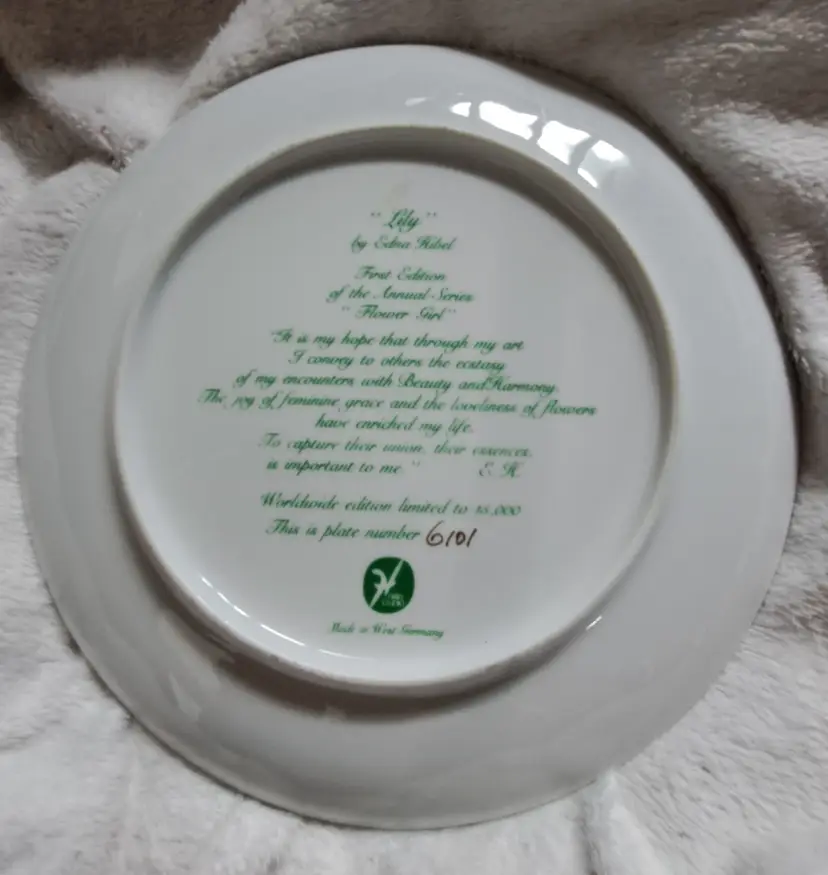 "Lily"
by Edna Hibel
First Edition
of the Annual Series
"Flower Girl"
"It is my hope that through my art
I convey to others the ecstasy
of my encounters with Beauty and Harmony.
The joy of feminine grace and the loveliness of flowers
have enriched my life.
To capture their union, their essences,
is important to me." E. H.
Worldwide edition limited to 15,000
This is plate number 6101
Made in West Germany